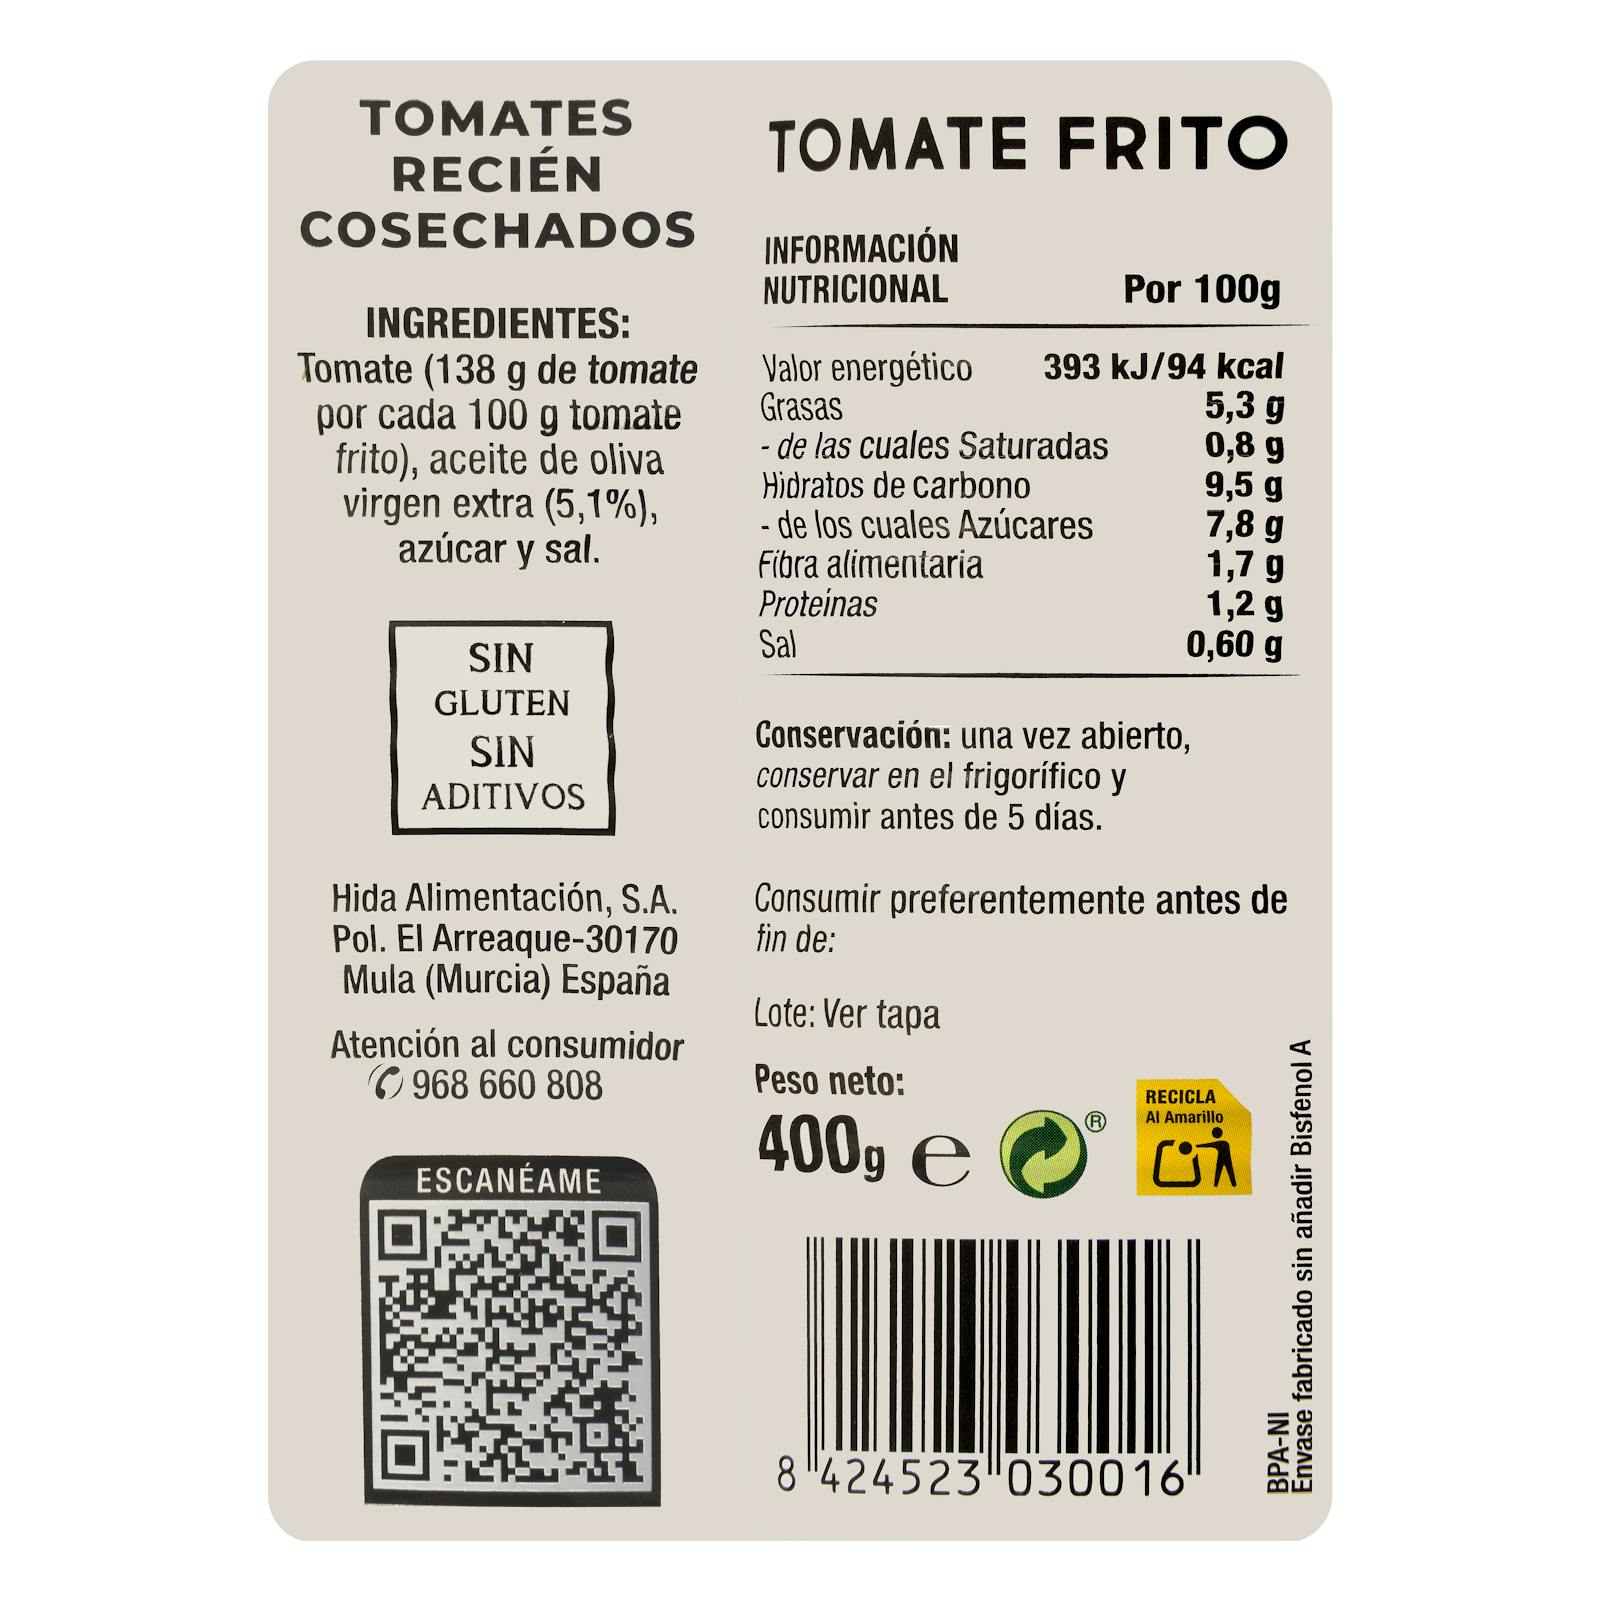 TOMATES
RECIÉN
COSECHADOS
INGREDIENTES:
Tomate (138 g de tomate
por cada 100 g tomate
frito), aceite de oliva
virgen extra (5,1%),
azúcar y sal.
SIN
GLUTEN
SIN
ADITIVOS
Hida Alimentación, S.A.
Pol. El Arreaque-30170
Mula (Murcia) España
Atención al consumidor
968 660 808
ESCANÉAME
TOMATE FRITO
INFORMACIÓN
NUTRICIONAL Por 100g
Valor energético 393 kJ/94 kcal
Grasas 5,3 g
- de las cuales Saturadas 0,8 g
Hidratos de carbono 9,5 g
- de los cuales Azúcares 7,8 g
Fibra alimentaria 1,7 g
Proteínas 1,2 g
Sal 0,60 g
Conservación: una vez abierto,
conservar en el frigorífico y
consumir antes de 5 días.
Consumir preferentemente antes de
fin de:
Lote: Ver tapa
Peso neto:
400g e ®
RECICLA
Al Amarillo
8 424523 030016
BPA-NI
Envase fabricado sin añadir Bisfenol A